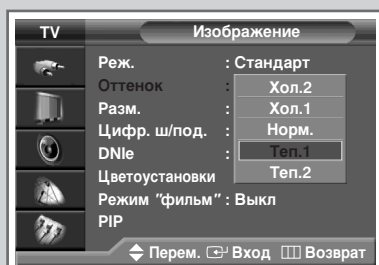 TV Изображение
Реж. : Стандарт
Оттенок : Хол.2
Разм. : Хол.1
Цифр. ш/под. : Норм.
DNIe : Теп.1
Цветоустановки Теп.2
Режим "фильм" : Выкл
PIP
Перем. Вход Возврат